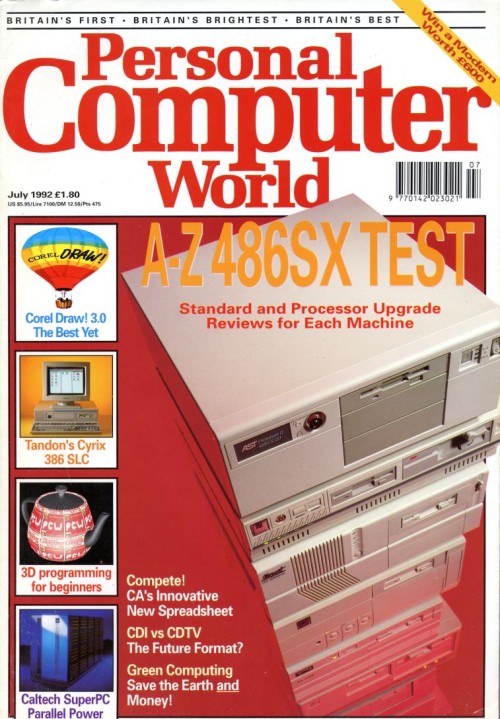 BRITAIN'S FIRST • BRITAIN'S BRIGHTEST • BRITAIN'S BEST
Win a Modem
Worth £600
Personal
Computer
World
July 1992 £1.80
US $5.95/Lire 7100/DM 12.50/Pts 475
07
9 770142 023021
A-Z 486SX TEST
Standard and Processor Upgrade
Reviews for Each Machine
COREL DRAW!
Corel Draw! 3.0
The Best Yet
Tandon's Cyrix
386 SLC
PCW PCW
3D programming
for beginners
Caltech SuperPC
Parallel Power
AST
Compete!
CA's Innovative
New Spreadsheet
CDI vs CDTV
The Future Format?
Green Computing
Save the Earth and
Money!